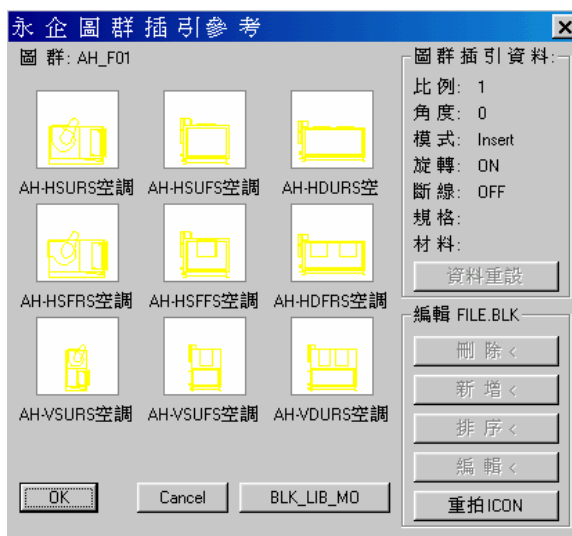 永企圖群插引參考
圖 群: AH_F01
AH-HSURS空調 AH-HSUFS空調 AH-HDURS空
AH-HSFRS空調 AH-HSFFS空調 AH-HDFRS空調
AH-VSURS空調 AH-VSUFS空調 AH-VDURS空調
OK Cancel BLK_LIB_MO
圖群插引資料:
比例: 1
角度: 0
模式: Insert
旋轉: ON
斷線: OFF
規格:
材料:
資料重設
編輯 FILE.BLK
刪 除 <
新 增 <
排 序 <
編 輯 <
重拍ICON